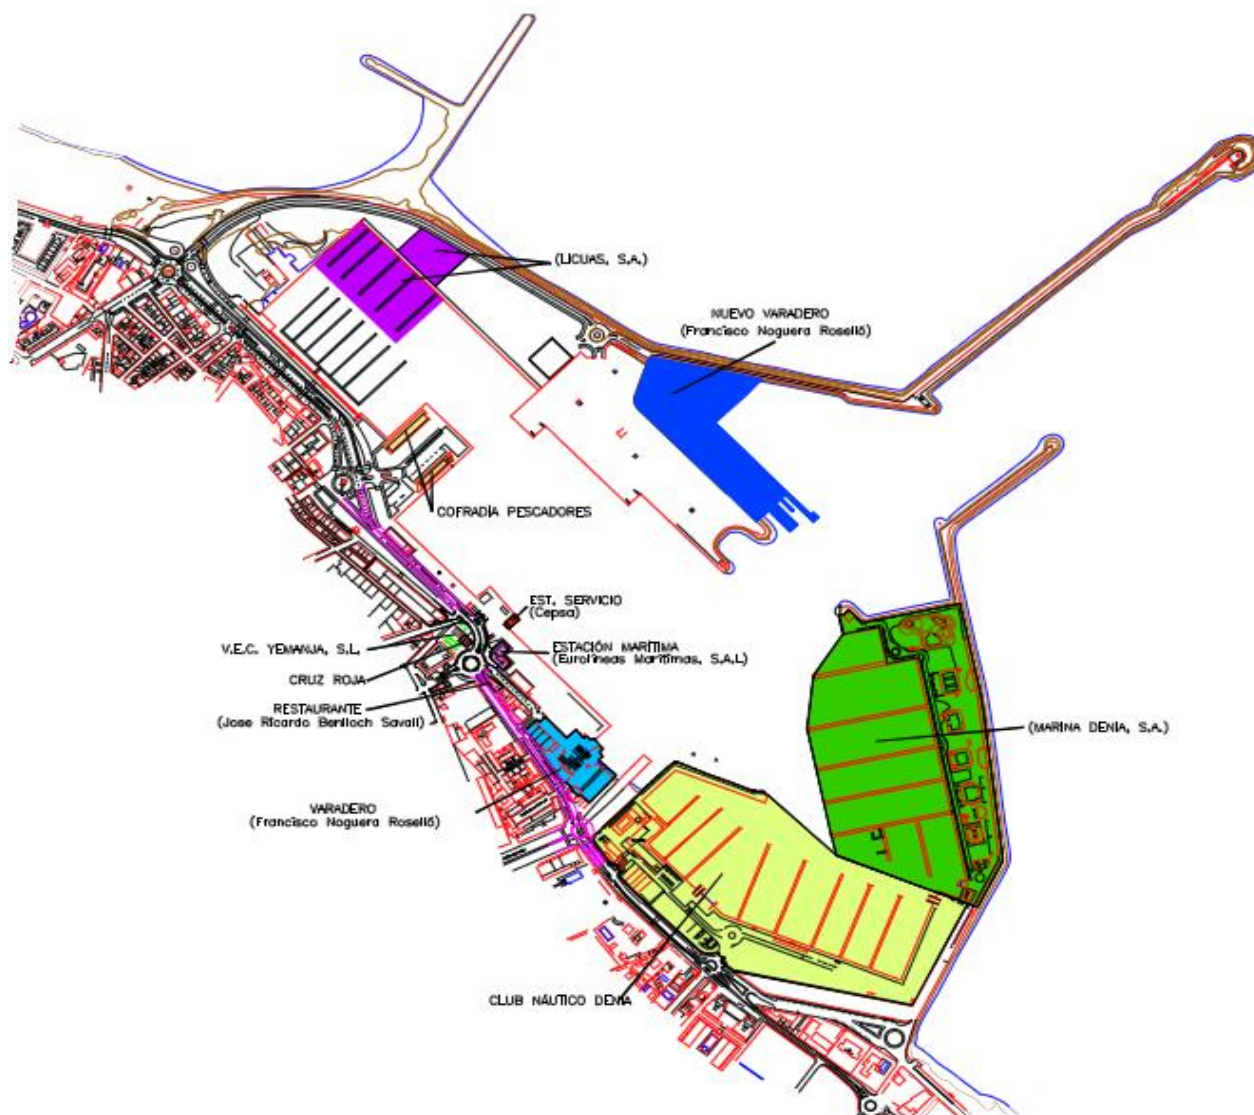 (LICUAS, S.A.)
NUEVO VARADERO
(Francisco Noguera Roselló)
COFRADÍA PESCADORES
EST. SERVICIO
(Cepsa)
V.E.C. YEMANJA, S.L.
ESTACIÓN MARÍTIMA
(Eurolíneas Marítimas, S.A.L)
CRUZ ROJA
RESTAURANTE
(Jose Ricardo Benlloch Savall)
(MARINA DENIA, S.A.)
VARADERO
(Francisco Noguera Roselló)
CLUB NÁUTICO DENIA